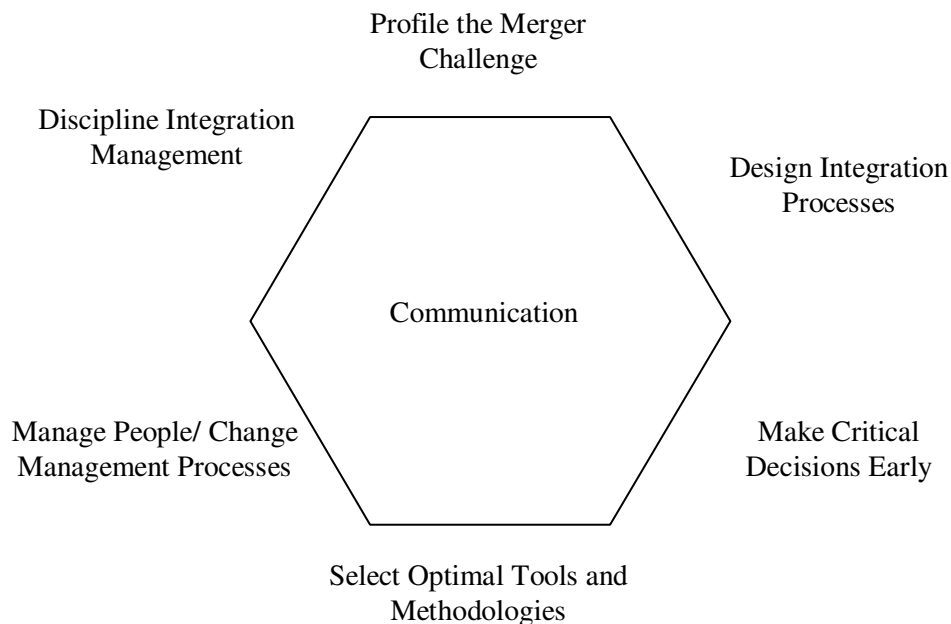 Profile the Merger
Challenge
Discipline Integration
Management
Design Integration
Processes
Communication
Manage People/ Change
Management Processes
Make Critical
Decisions Early
Select Optimal Tools and
Methodologies